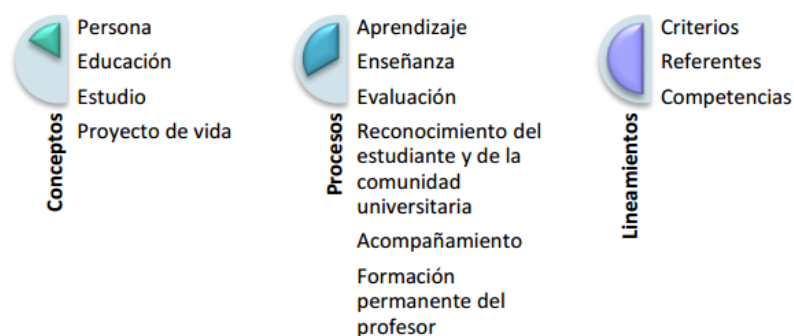 Conceptos
Persona
Educación
Estudio
Proyecto de vida
Procesos
Aprendizaje
Enseñanza
Evaluación
Reconocimiento del
estudiante y de la
comunidad
universitaria
Acompañamiento
Formación
permanente del
profesor
Lineamientos
Criterios
Referentes
Competencias